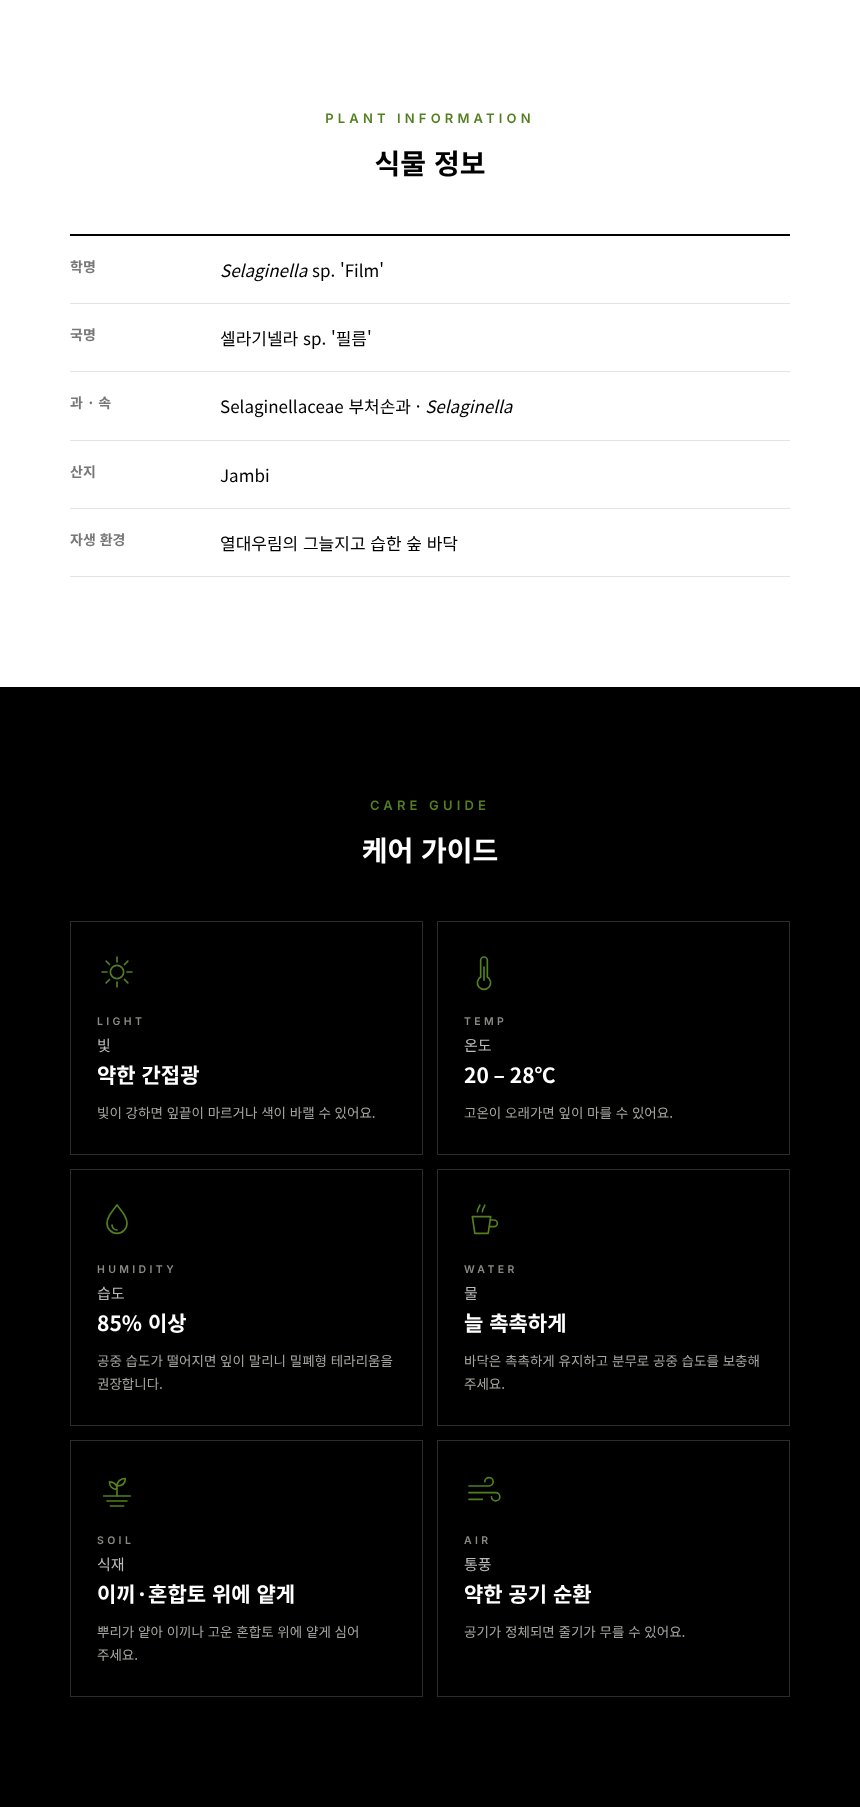 PLANT INFORMATION
식물 정보
학명
Selaginella sp. 'Film'
국명
셀라기넬라 sp. '필름'
과 · 속
Selaginellaceae 부처손과 · Selaginella
산지
Jambi
자생 환경
열대우림의 그늘지고 습한 숲 바닥
CARE GUIDE
케어 가이드
LIGHT
빛
약한 간접광
빛이 강하면 잎끝이 마르거나 색이 바랠 수 있어요.
TEMP
온도
20 – 28℃
고온이 오래가면 잎이 마를 수 있어요.
HUMIDITY
습도
85% 이상
공중 습도가 떨어지면 잎이 말리니 밀폐형 테라리움을
권장합니다.
WATER
물
늘 촉촉하게
바닥은 촉촉하게 유지하고 분무로 공중 습도를 보충해
주세요.
SOIL
식재
이끼·혼합토 위에 얕게
뿌리가 얕아 이끼나 고운 혼합토 위에 얕게 심어
주세요.
AIR
통풍
약한 공기 순환
공기가 정체되면 줄기가 무를 수 있어요.